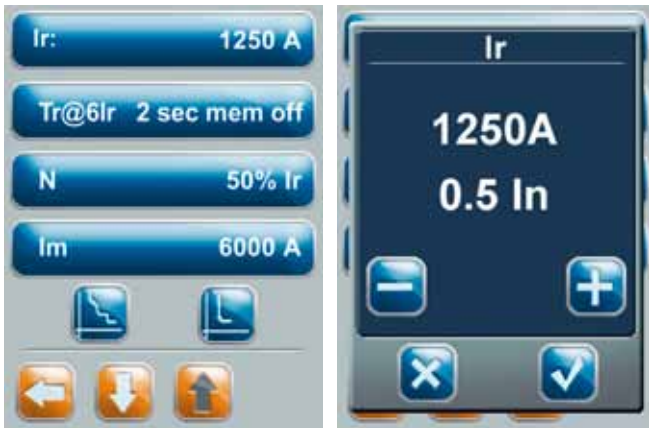 Ir: 1250 A
Tr@6Ir 2 sec mem off
N 50% Ir
Im 6000 A
Ir
1250A
0.5 In